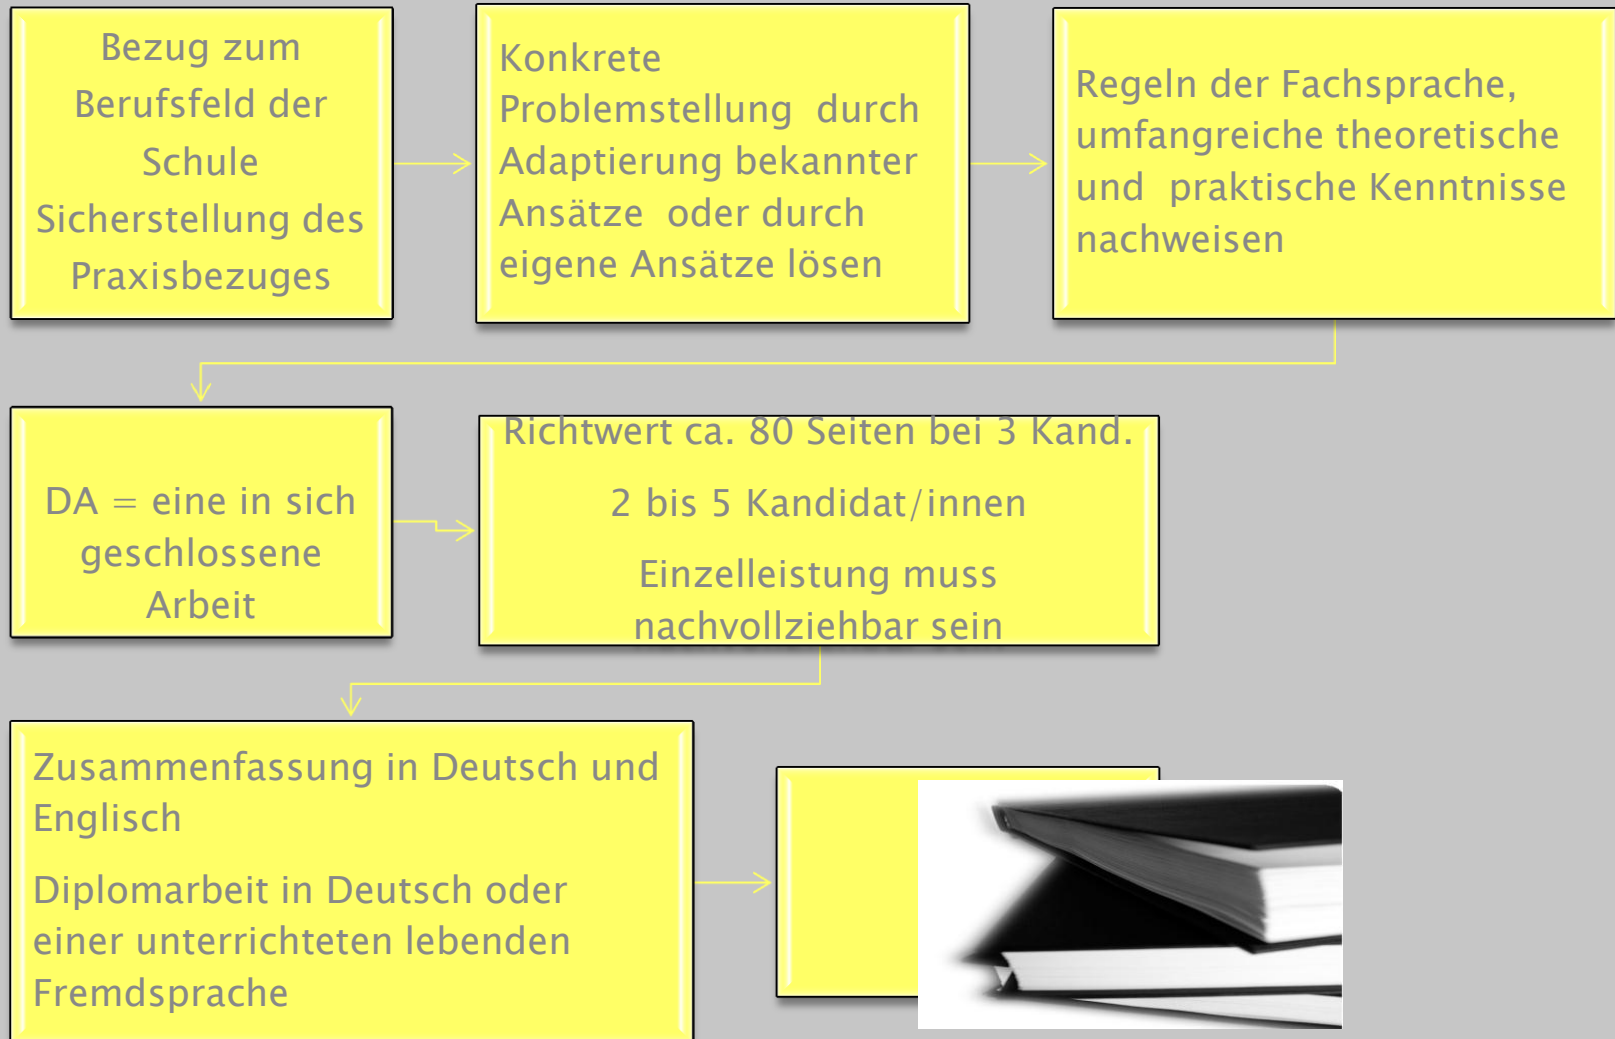 Bezug zum
Berufsfeld der
Schule
Sicherstellung des
Praxisbezuges
Konkrete
Problemstellung durch
Adaptierung bekannter
Ansätze oder durch
eigene Ansätze lösen
Regeln der Fachsprache,
umfangreiche theoretische
und praktische Kenntnisse
nachweisen
DA = eine in sich
geschlossene
Arbeit
Richtwert ca. 80 Seiten bei 3 Kand.
2 bis 5 Kandidat/innen
Einzelleistung muss
nachvollziehbar sein
Zusammenfassung in Deutsch und
Englisch
Diplomarbeit in Deutsch oder
einer unterrichteten lebenden
Fremdsprache